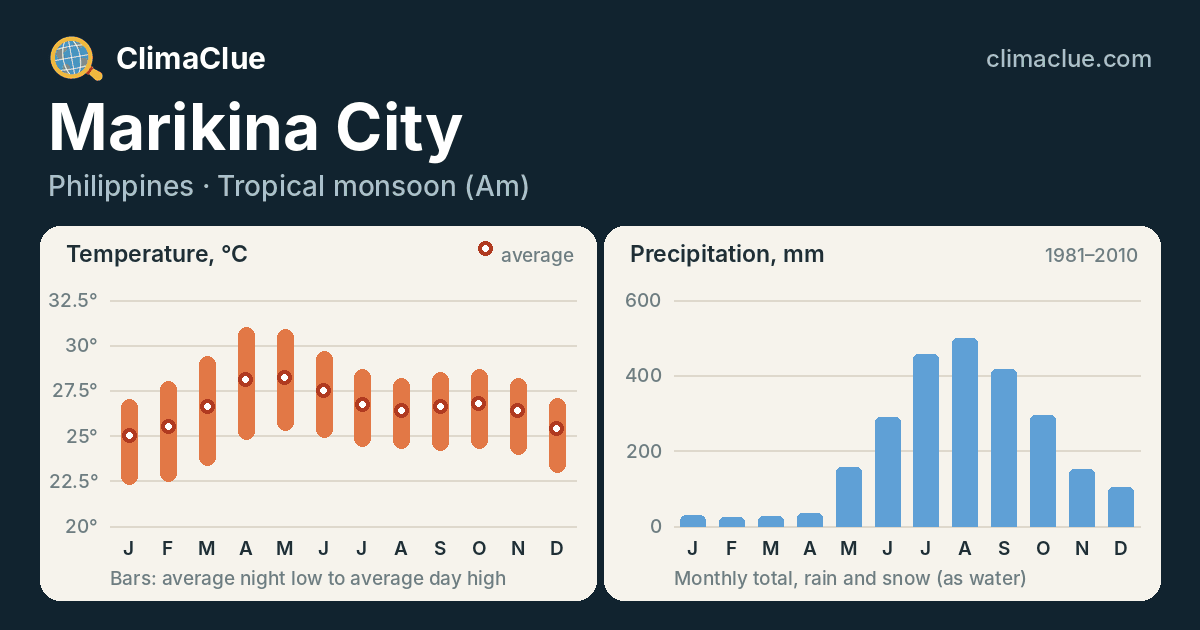 ClimaClue
climaclue.com
Marikina City
Philippines · Tropical monsoon (Am)
Temperature, °C
average
32.5°
30°
27.5°
25°
22.5°
20°
J F M A M J J A S O N D
Bars: average night low to average day high
Precipitation, mm
1981–2010
600
400
200
0
J F M A M J J A S O N D
Monthly total, rain and snow (as water)